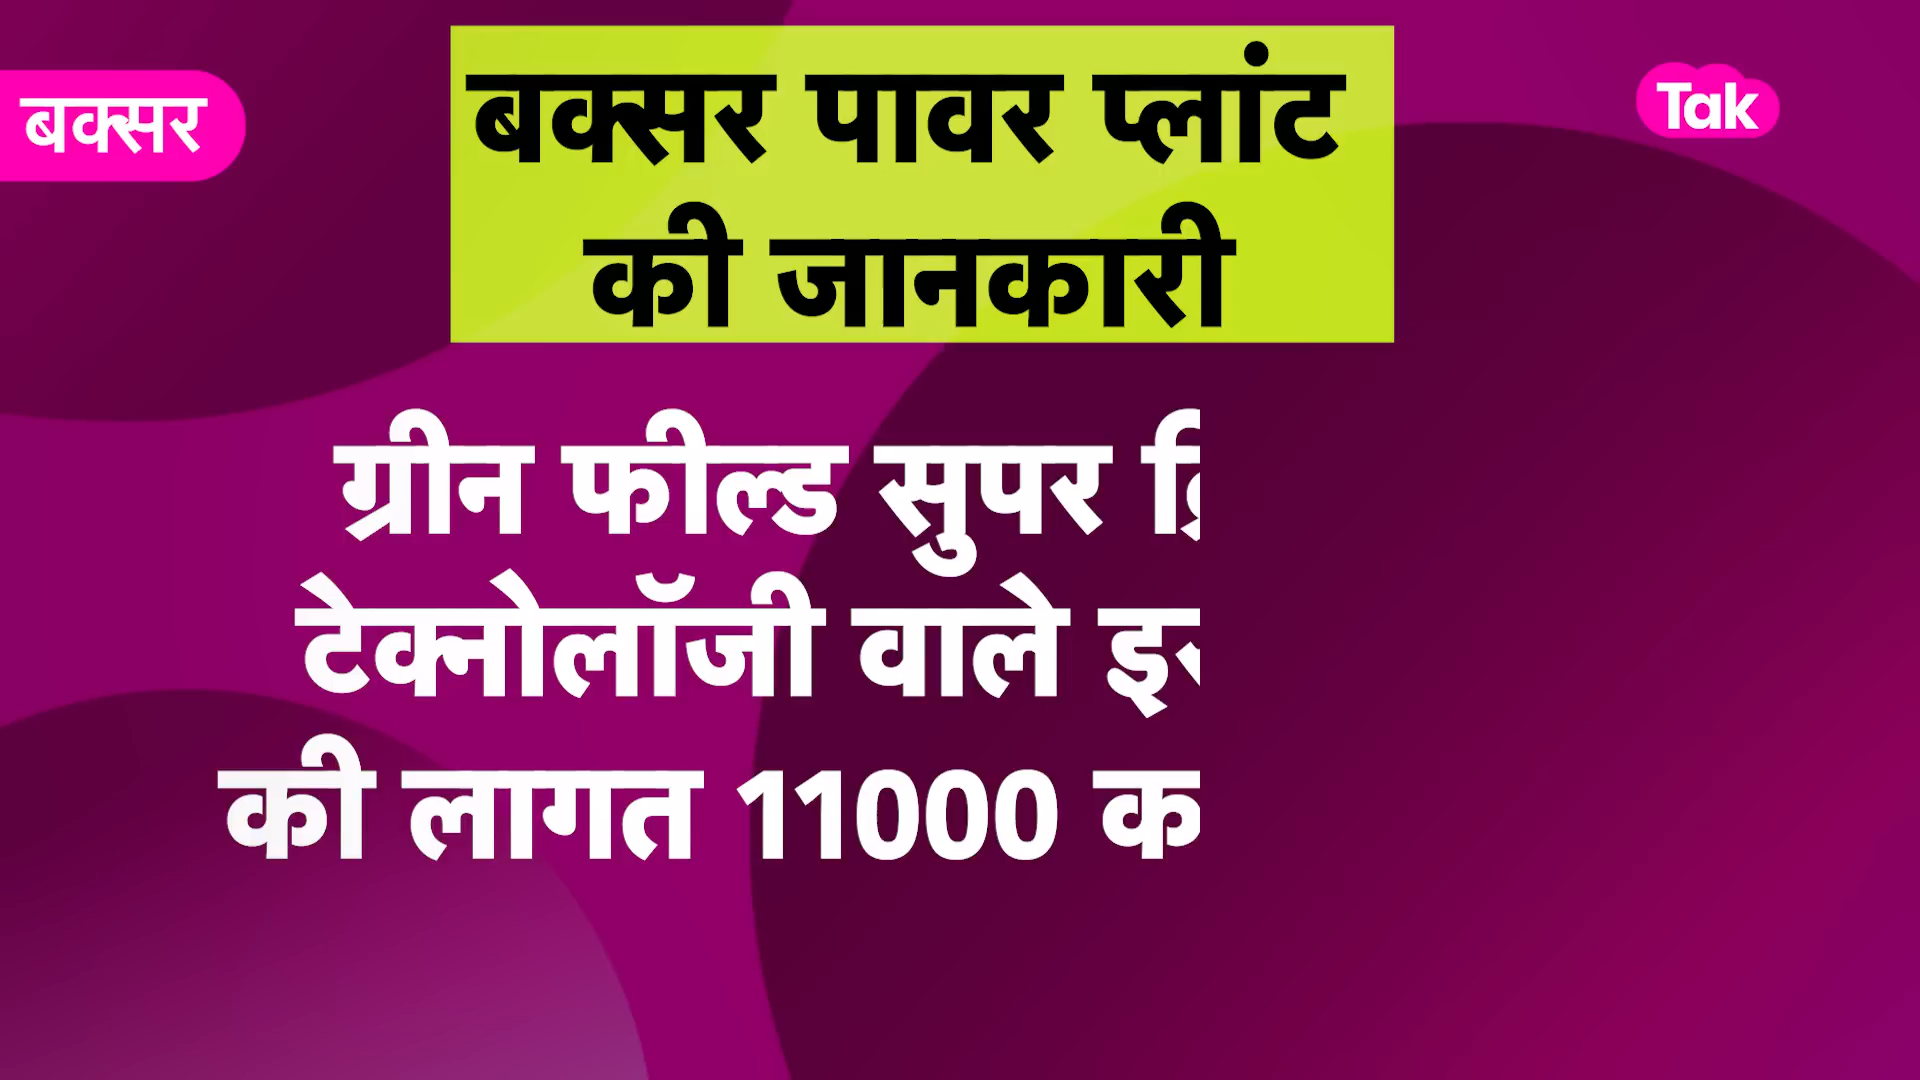 बक्सर
Tak
बक्सर पावर प्लांट
की जानकारी
ग्रीन फील्ड सुपर
टेक्नोलॉजी वाले
की लागत 11000